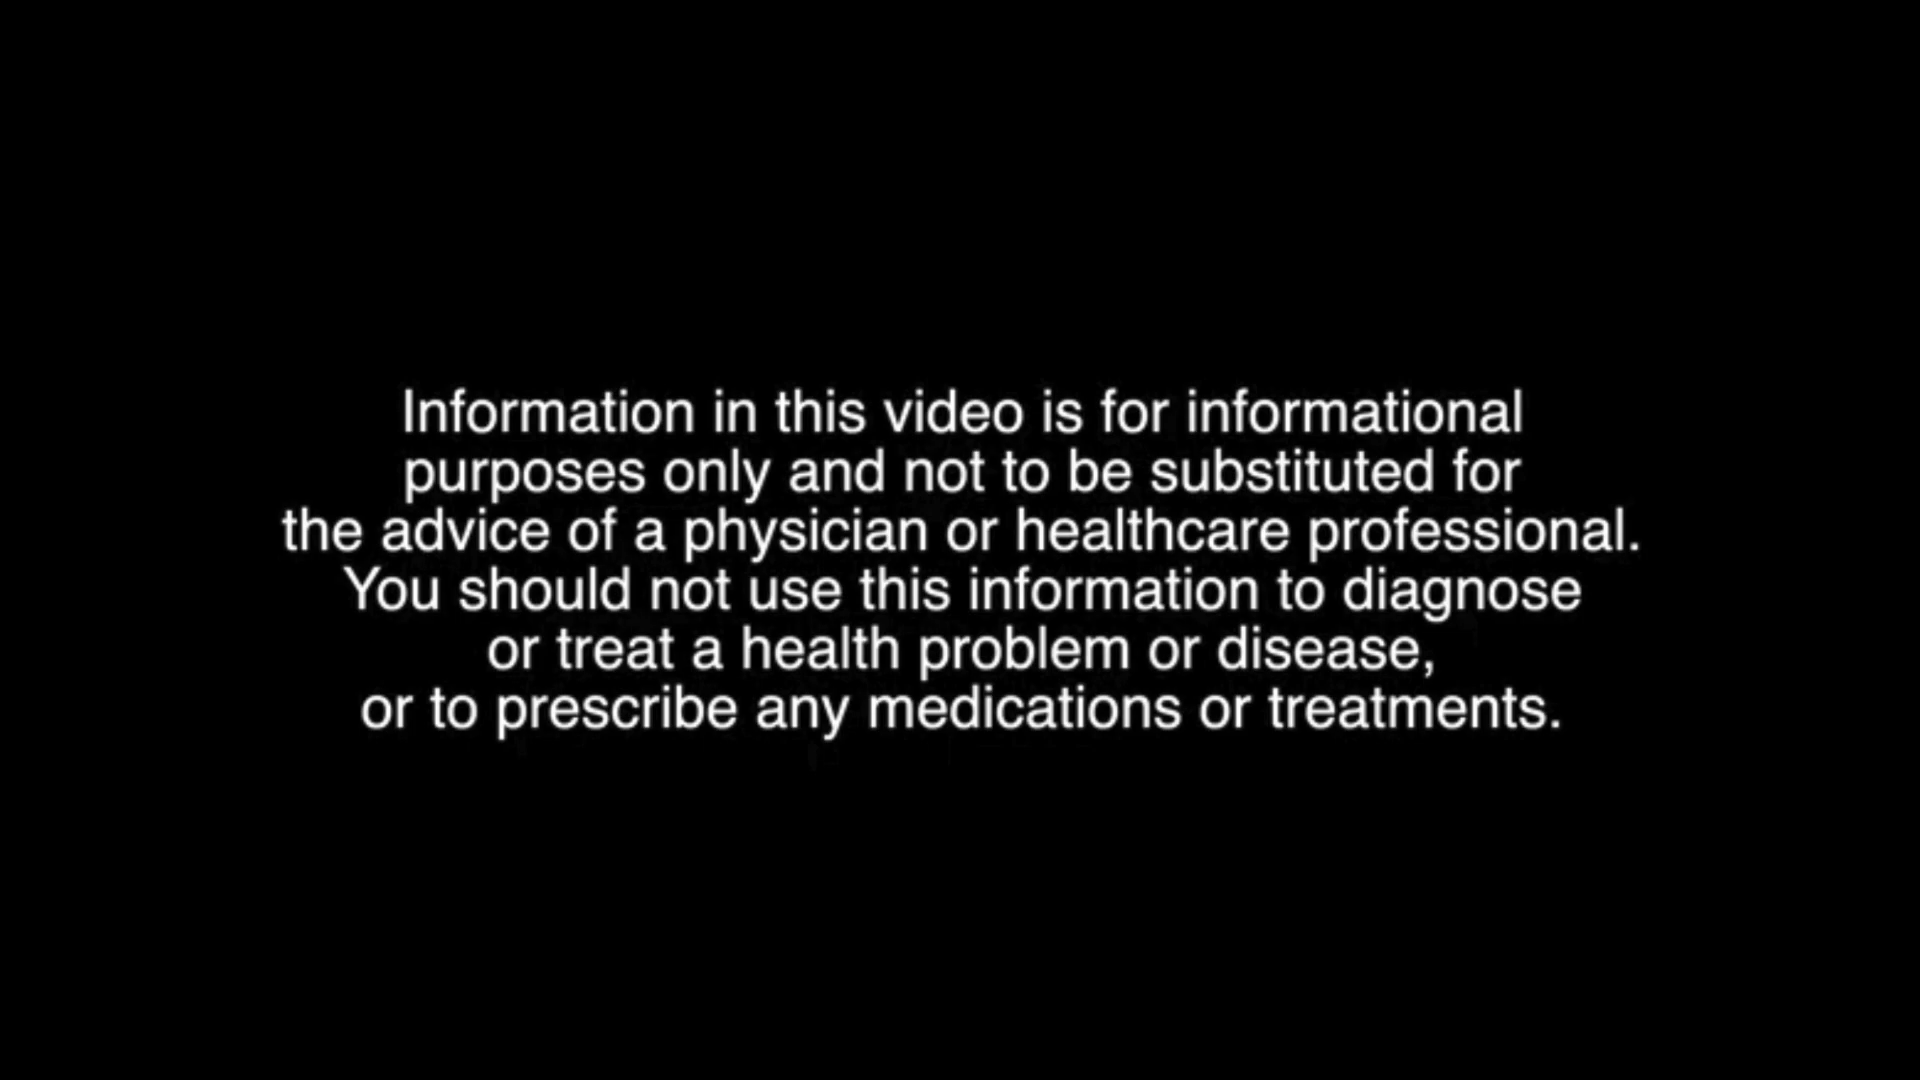 Information in this video is for informational
purposes only and not to be substituted for
the advice of a physician or healthcare professional.
You should not use this information to diagnose
or treat a health problem or disease,
or to prescribe any medications or treatments.